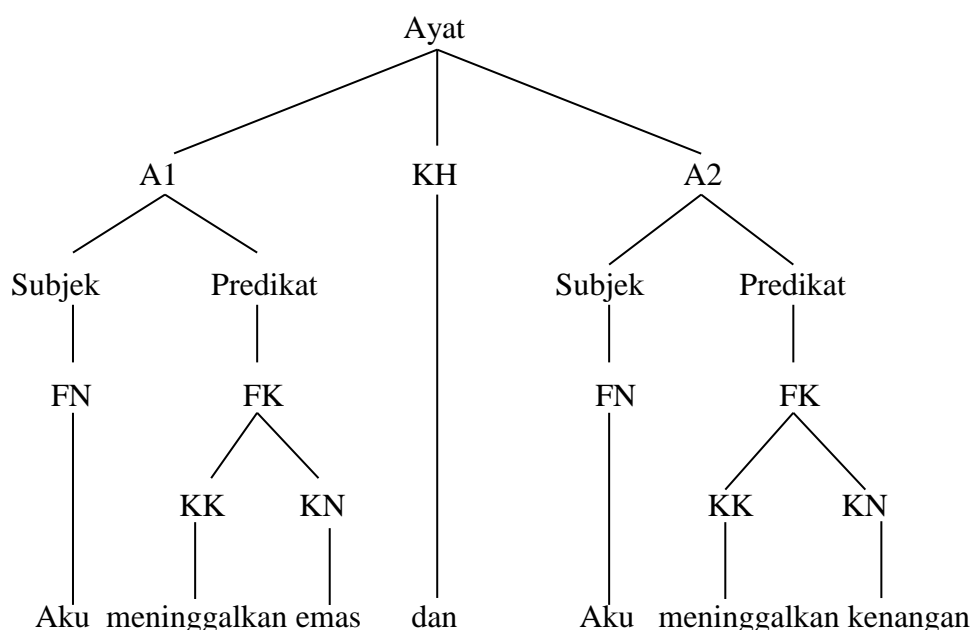 Ayat
A1 KH A2
Subjek Predikat Subjek Predikat
FN FK FN FK
KK KN KK KN
Aku meninggalkan emas dan Aku meninggalkan kenangan